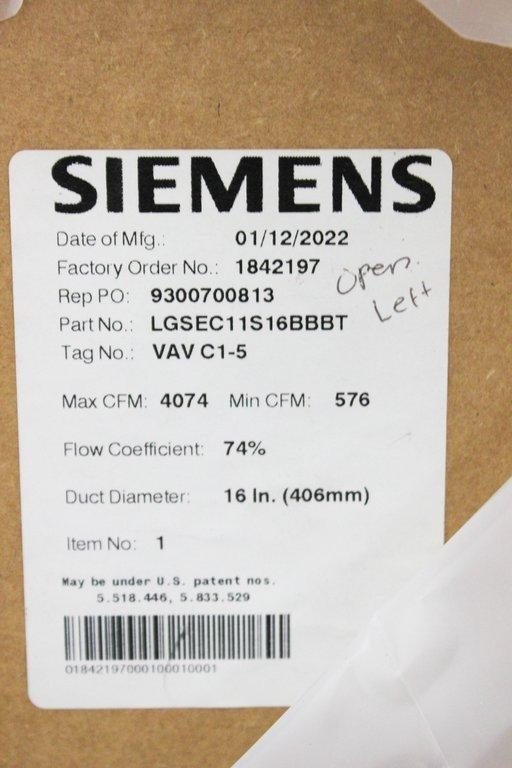 SIEMENS
Date of Mfg.: 01/12/2022
Factory Order No.: 1842197
Open
Rep PO: 9300700813
Left
Part No.: LGSEC11S16BBBT
Tag No.: VAV C1-5
Max CFM: 4074 Min CFM: 576
Flow Coefficient: 74%
Duct Diameter: 16 In. (406mm)
Item No: 1
May be under U.S. patent nos.
5.518.446, 5.833.529
01842197000100010001